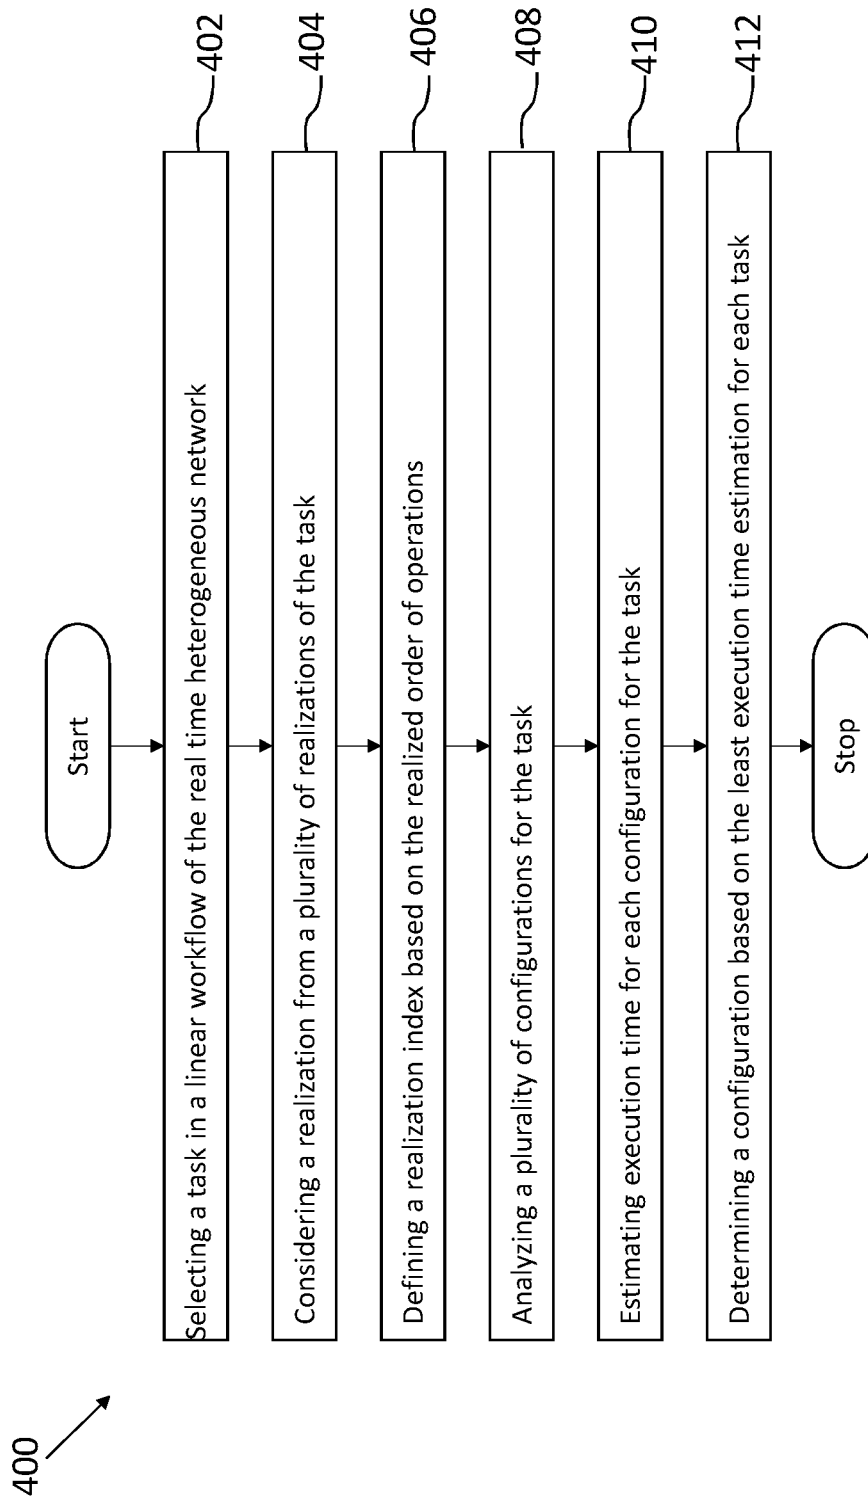 400
Start
Selecting a task in a linear workflow of the real time heterogeneous network
402
Considering a realization from a plurality of realizations of the task
404
Defining a realization index based on the realized order of operations
406
Analyzing a plurality of configurations for the task
408
Estimating execution time for each configuration for the task
410
Determining a configuration based on the least execution time estimation for each task
412
Stop